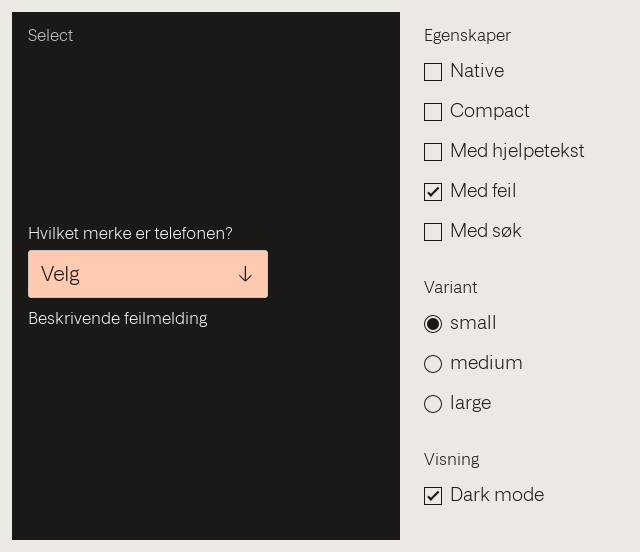 Select
Hvilket merke er telefonen?
Velg
Beskrivende feilmelding
Egenskaper
Native
Compact
Med hjelpetekst
Med feil
Med søk
Variant
small
medium
large
Visning
Dark mode